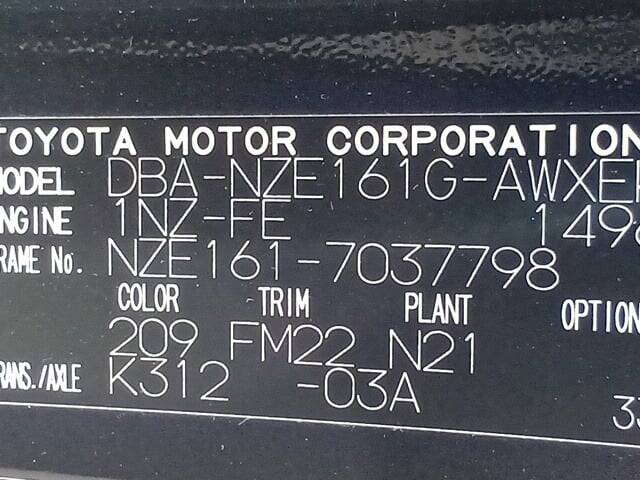 TOYOTA MOTOR CORPORATION
MODEL DBA-NZE161G-AWXE
ENGINE 1NZ-FE 149
FRAME No. NZE161-7037798
COLOR TRIM PLANT OPTION
209 FM22 N21
TRANS./AXLE K312 -03A 33